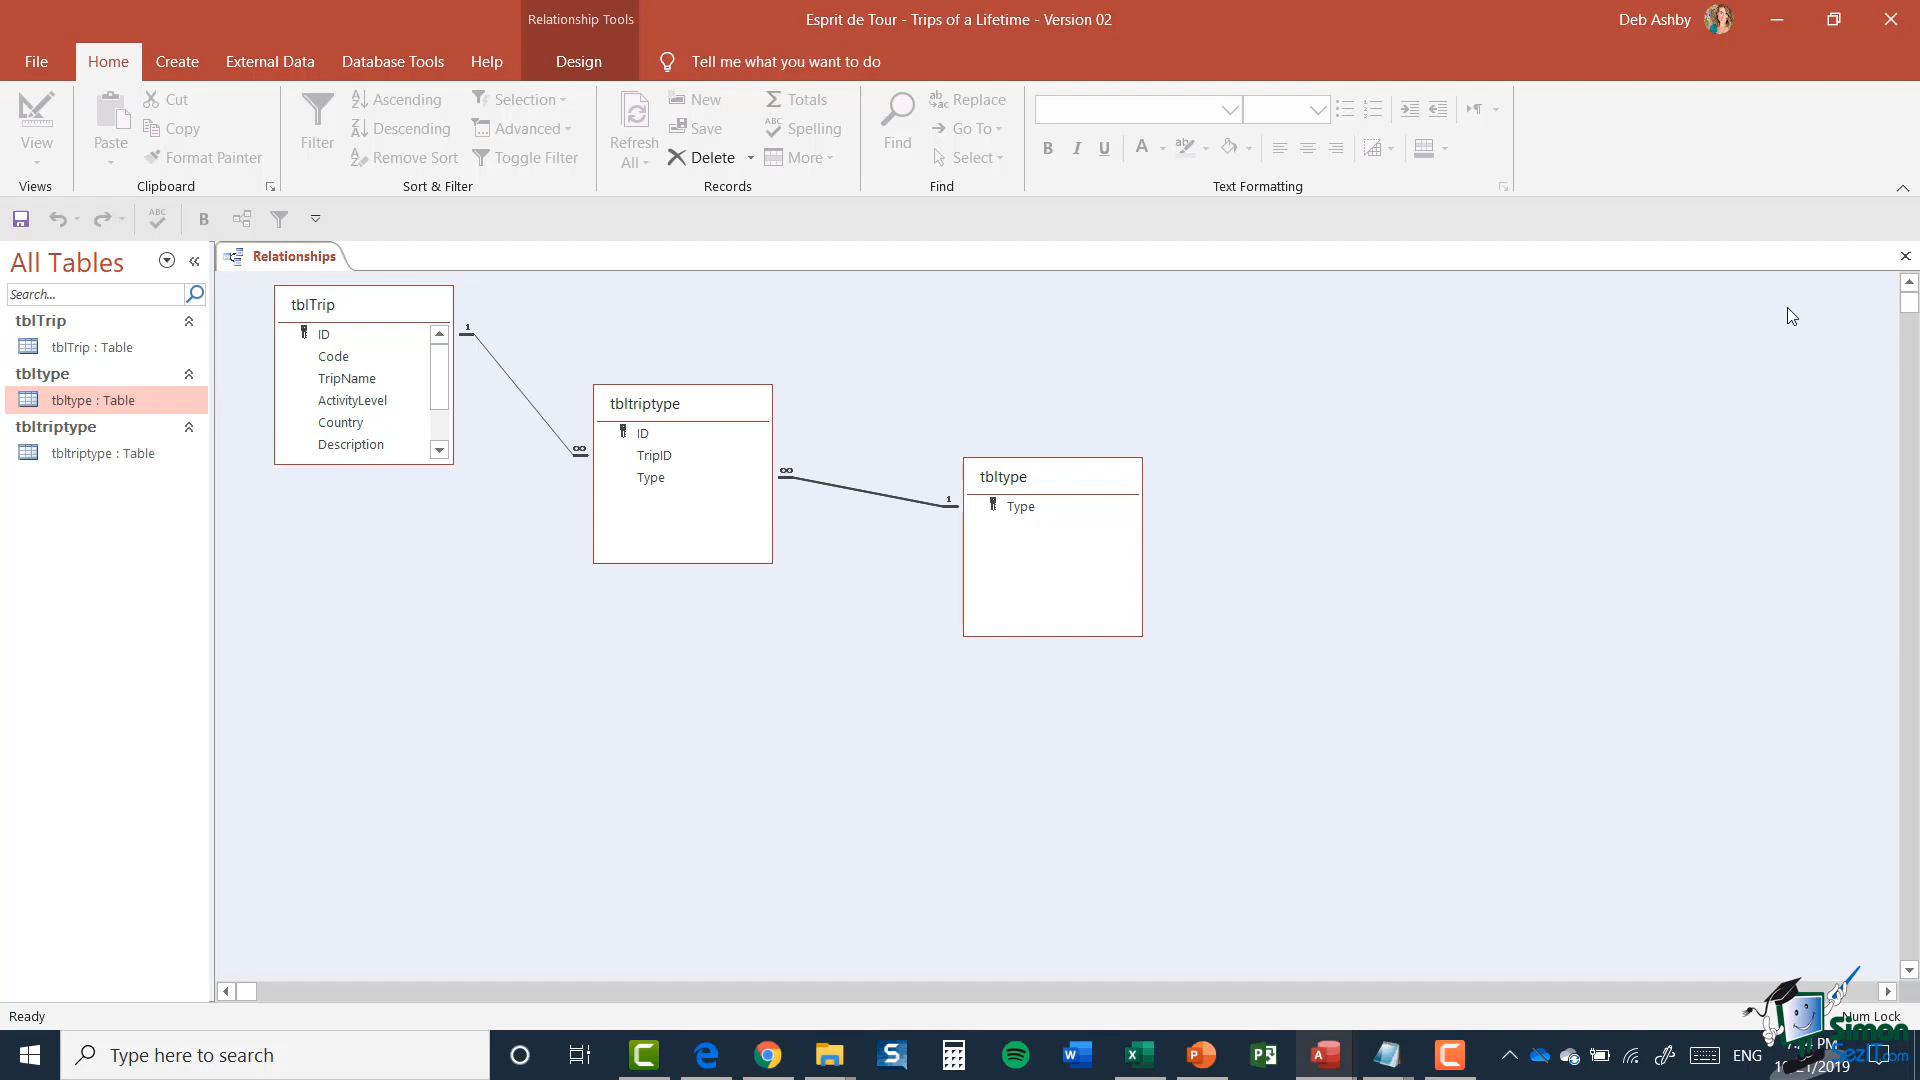 Relationship Tools
Esprit de Tour - Trips of a Lifetime - Version 02
Deb Ashby
File Home Create External Data Database Tools Help Design Tell me what you want to do
View
Views
Paste
Cut
Copy
Format Painter
Clipboard
Filter
Ascending
Descending
Remove Sort
Selection
Advanced
Toggle Filter
Sort & Filter
Refresh
All
New
Save
Delete
Totals
Spelling
More
Records
Find
Replace
Go To
Select
Find
B I U A
Text Formatting
ABC
B
All Tables
Search...
tblTrip
tblTrip : Table
tbltype
tbltype : Table
tbltriptype
tbltriptype : Table
Relationships
tblTrip
ID
Code
TripName
ActivityLevel
Country
Description
1
∞
tbltriptype
ID
TripID
Type
∞
1
tbltype
Type
Ready
Num Lock
Simon
SezIT.com
Type here to search
ENG